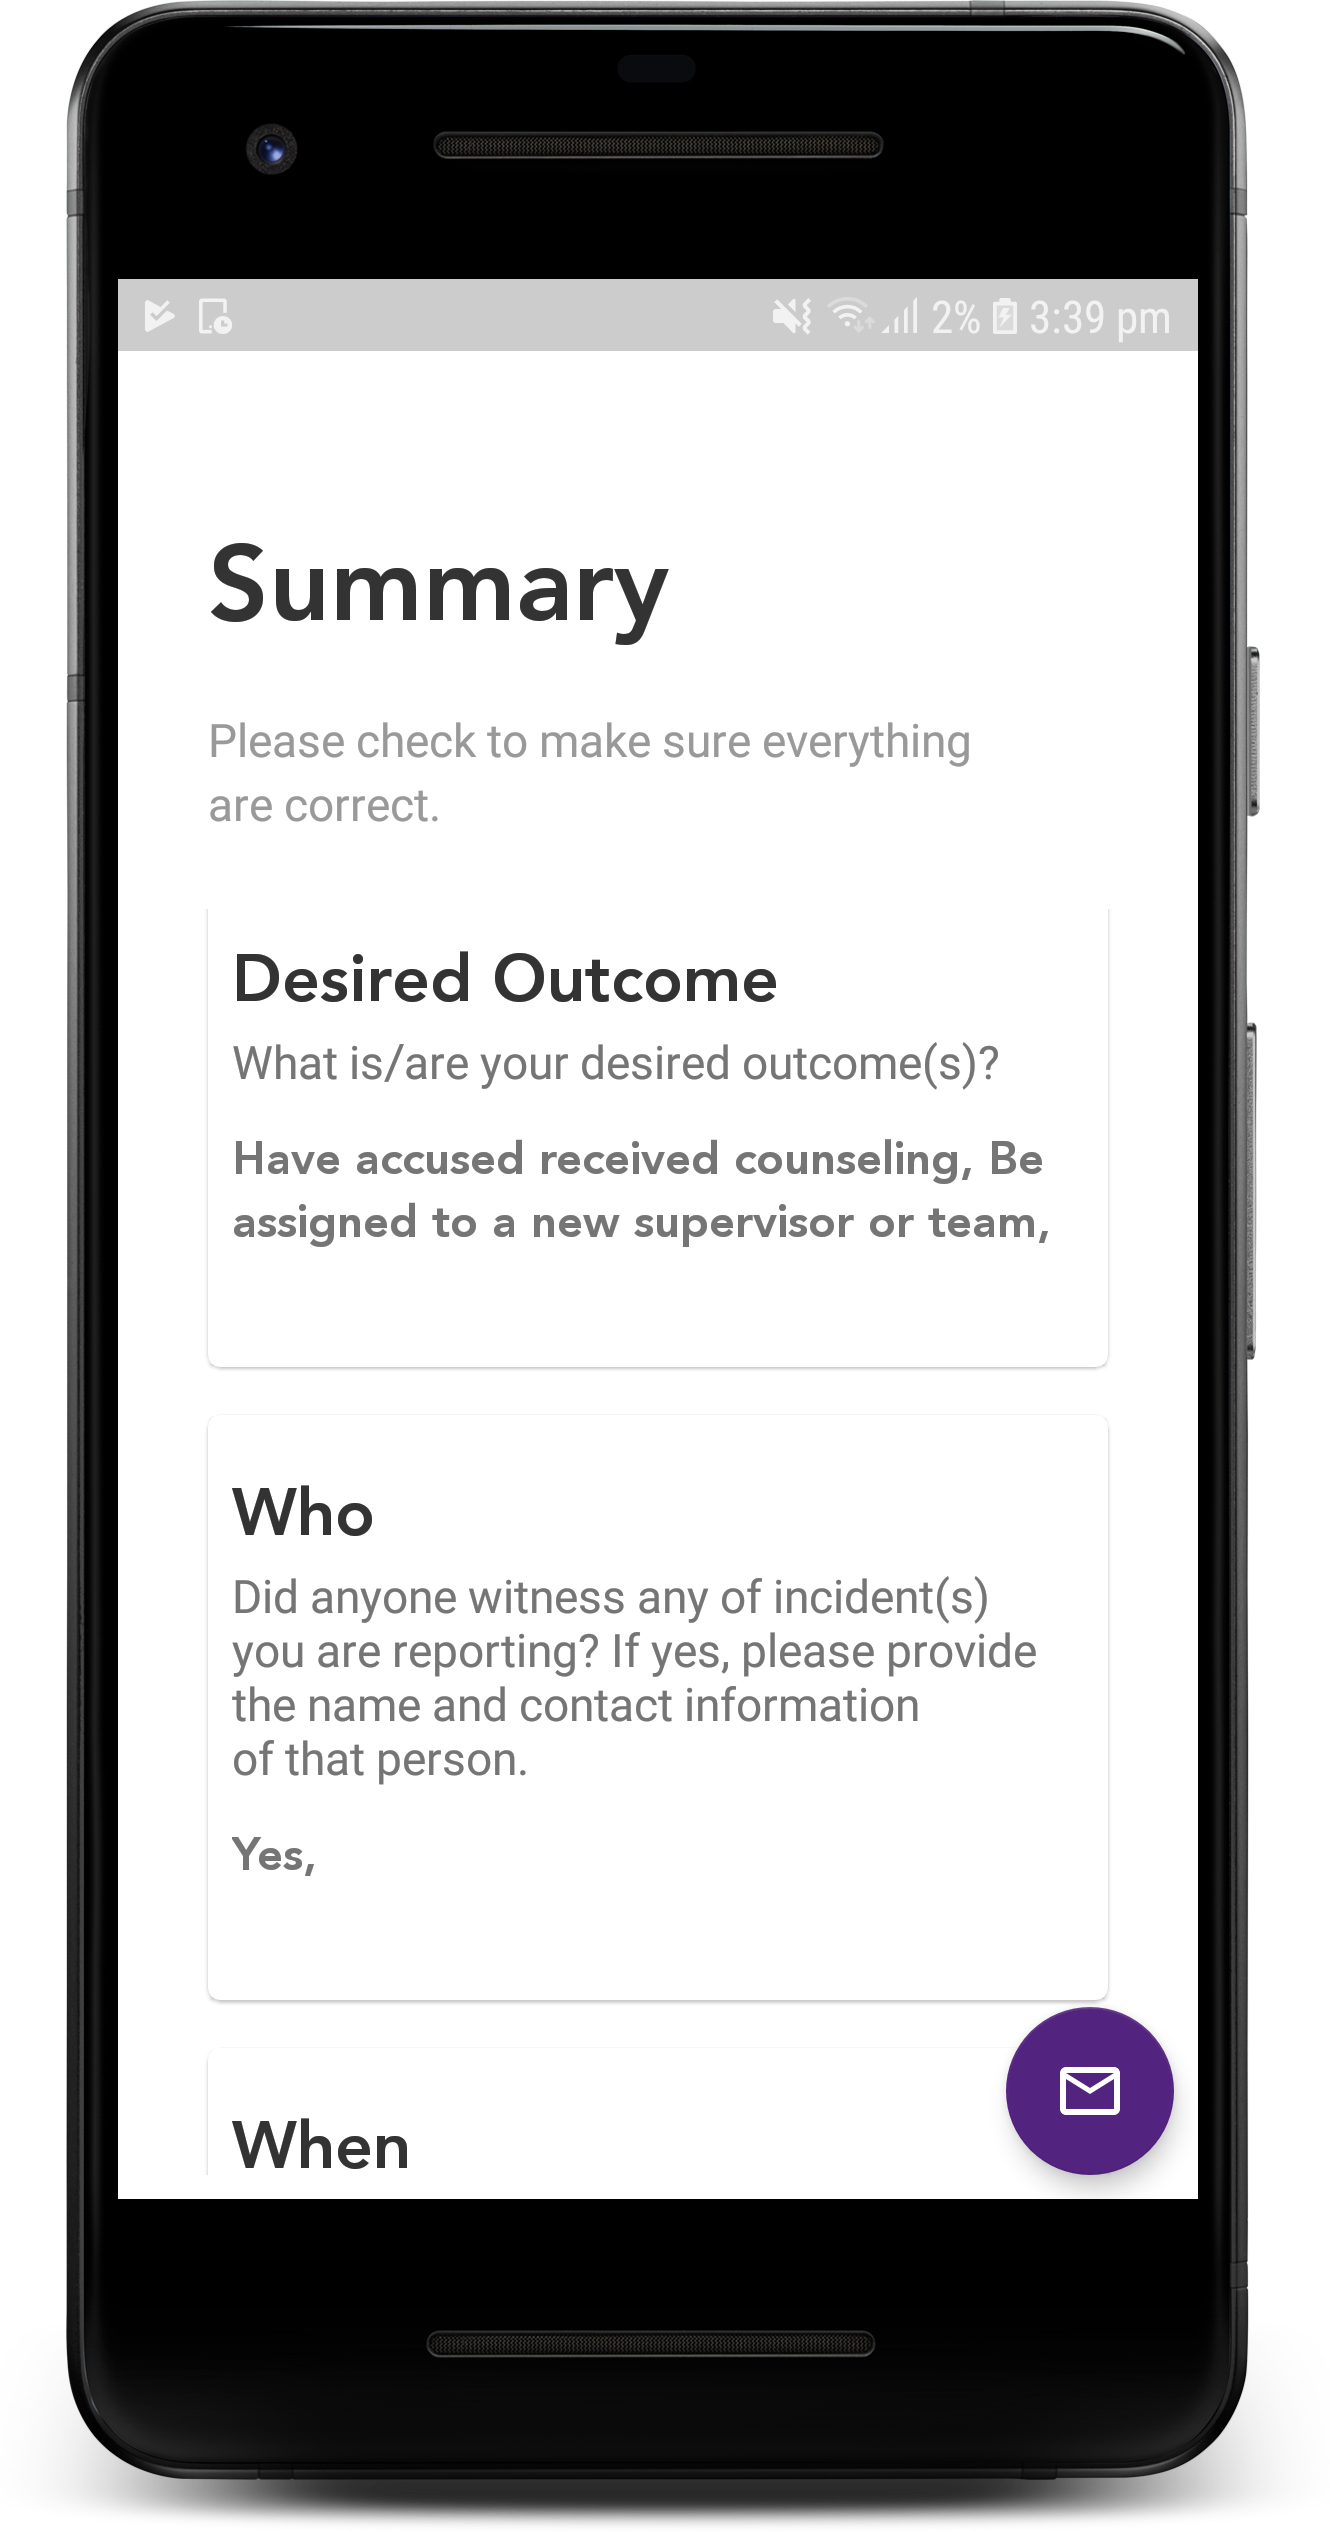 2% 3:39 pm
Summary
Please check to make sure everything
are correct.
Desired Outcome
What is/are your desired outcome(s)?
Have accused received counseling, Be
assigned to a new supervisor or team,
Who
Did anyone witness any of incident(s)
you are reporting? If yes, please provide
the name and contact information
of that person.
Yes,
When